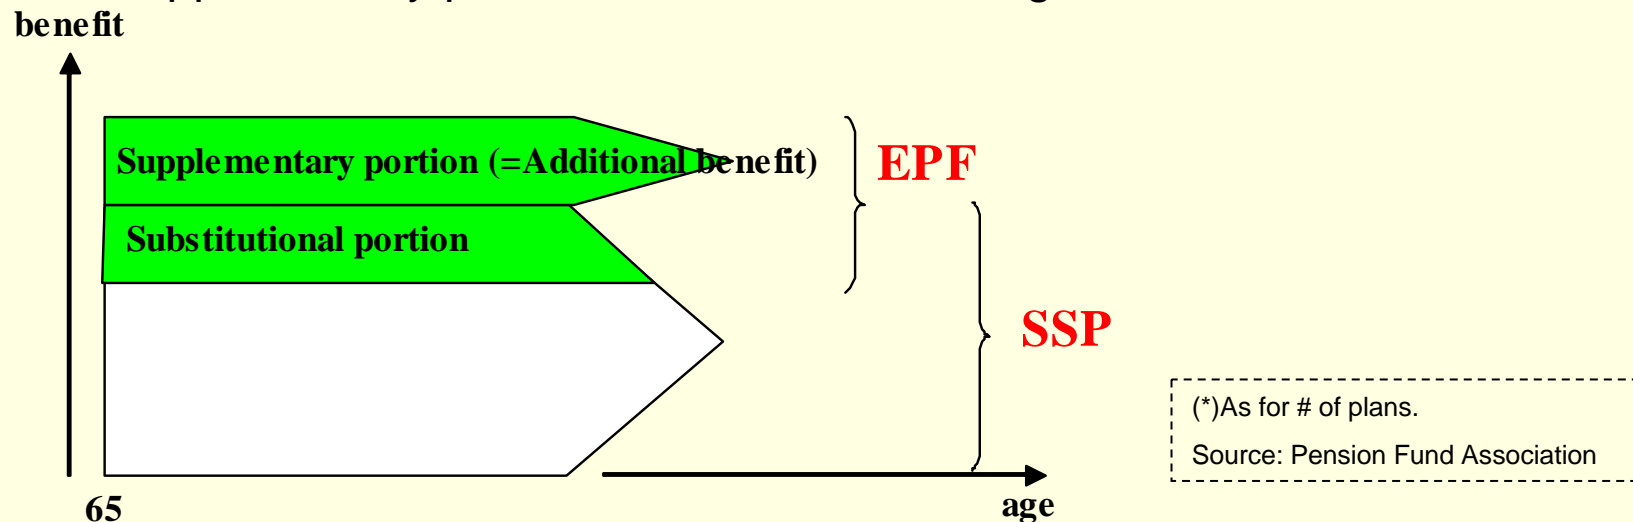 benefit
Supplementary portion (=Additional benefit)
EPF
Substitutional portion
SSP
(*)As for # of plans.
Source: Pension Fund Association
65
age